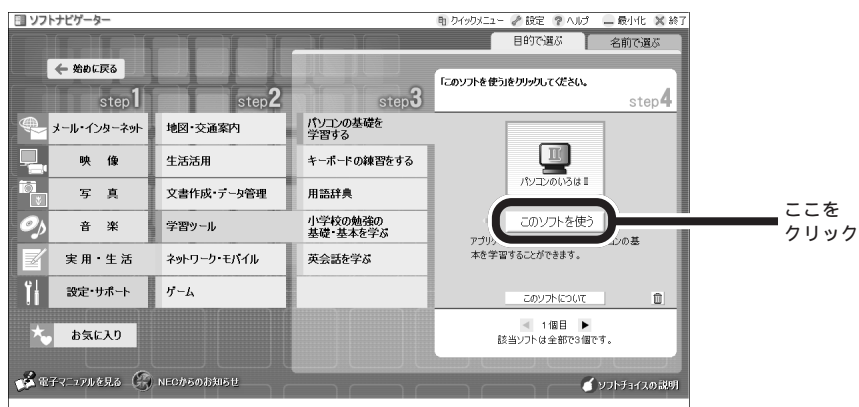 ソフトナビゲーター
クイックメニュー 設定 ヘルプ 最小化 終了
目的で選ぶ 名前で選ぶ
始めに戻る
「このソフトを使う」をクリックしてください。
step1 step2 step3 step4
メール・インターネット
映 像
写 真
音 楽
実用・生活
設定・サポート
お気に入り
地図・交通案内
生活活用
文書作成・データ管理
学習ツール
ネットワーク・モバイル
ゲーム
パソコンの基礎を
学習する
キーボードの練習をする
用語辞典
小学校の勉強の
基礎・基本を学ぶ
英会話を学ぶ
パソコンのいろはⅡ
このソフトを使う
アプリ
コンの基
本を学習することができます。
このソフトについて
1個目
該当ソフトは全部で3個です。
電子マニュアルを見る NECからのお知らせ
ソフトチョイスの説明
ここを
クリック